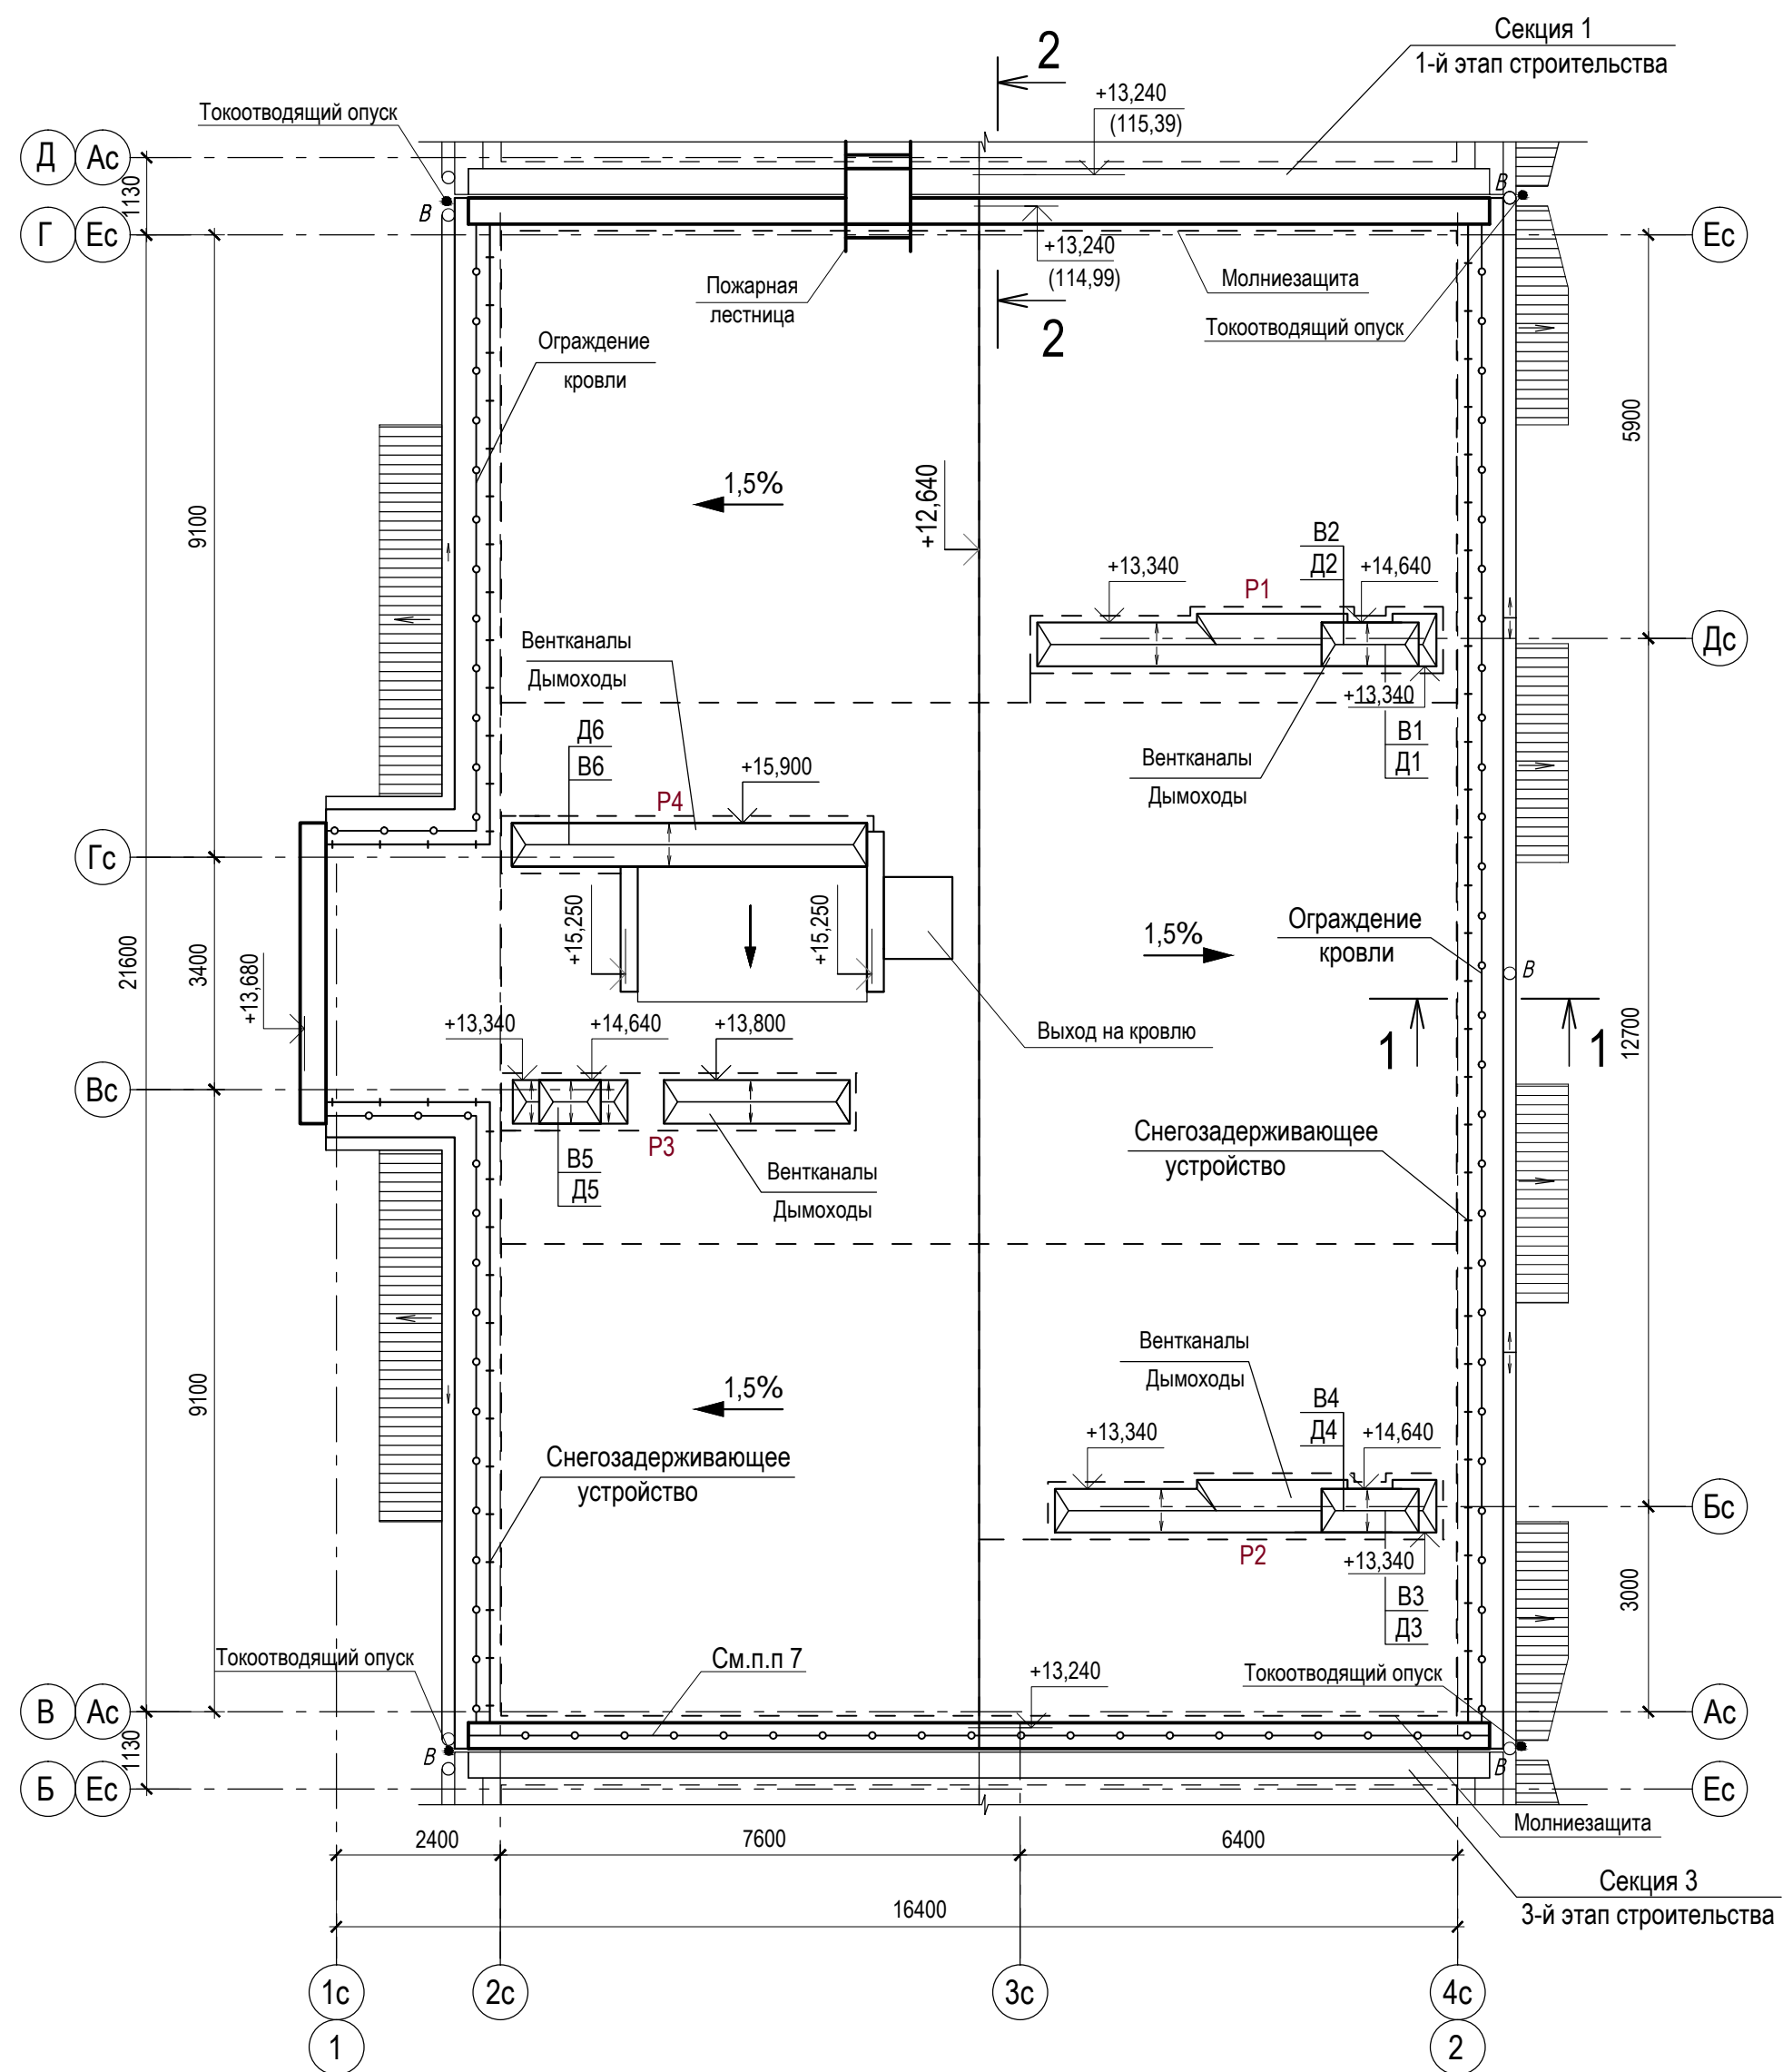 Секция 1
1-й этап строительства
2
+13,240
(115,39)
Токоотводящий опуск
Д
Ас
1130
В
В
Г
Ес
Ес
+13,240
(114,99)
Молниезащита
Пожарная
лестница
2
Токоотводящий опуск
Ограждение
кровли
5900
9100
1,5%
+12,640
В2
Д2
+13,340
+14,640
Р1
Дс
Вентканалы
Дымоходы
+13,340
В1
Д1
Вентканалы
Дымоходы
Д6
В6
+15,900
Р4
Гс
21600
3400
+13,680
+15,250
+15,250
1,5%
Ограждение
кровли
В
12700
Выход на кровлю
1
1
+13,340
+14,640
+13,800
Вс
Р3
В5
Д5
Вентканалы
Дымоходы
Снегозадерживающее
устройство
9100
1,5%
Вентканалы
Дымоходы
В4
Д4
+13,340
+14,640
Снегозадерживающее
устройство
Бс
Р2
+13,340
В3
Д3
3000
Токоотводящий опуск
См.п.п 7
+13,240
Токоотводящий опуск
В
Ас
Ас
1130
В
В
Б
Ес
Ес
Молниезащита
2400
7600
6400
Секция 3
3-й этап строительства
16400
1с
2с
3с
4с
1
2